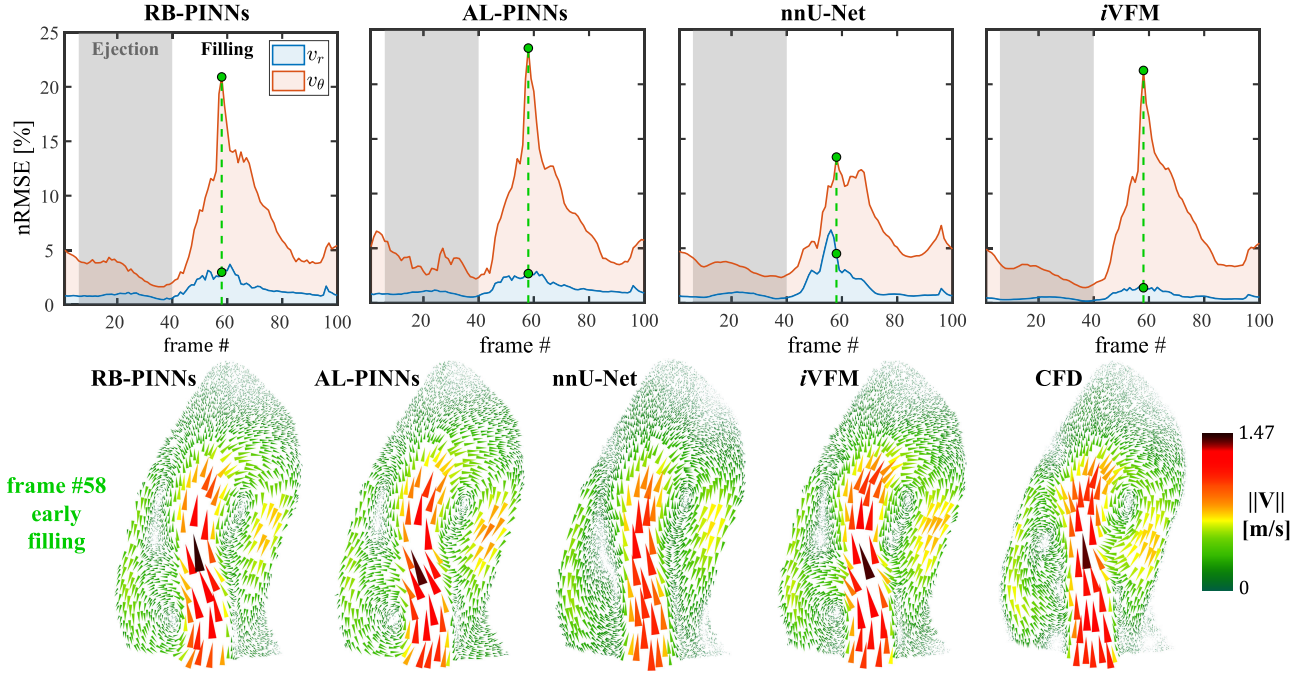 RB-PINNs AL-PINNs nnU-Net iVFM
25
20
15
10
5
0
nRMSE [%]
Ejection Filling
v_r
v_θ
20 40 60 80 100
20 40 60 80 100
20 40 60 80 100
20 40 60 80 100
frame # frame # frame # frame #
RB-PINNs AL-PINNs nnU-Net iVFM CFD
frame #58
early
filling
1.47
||V||
[m/s]
0